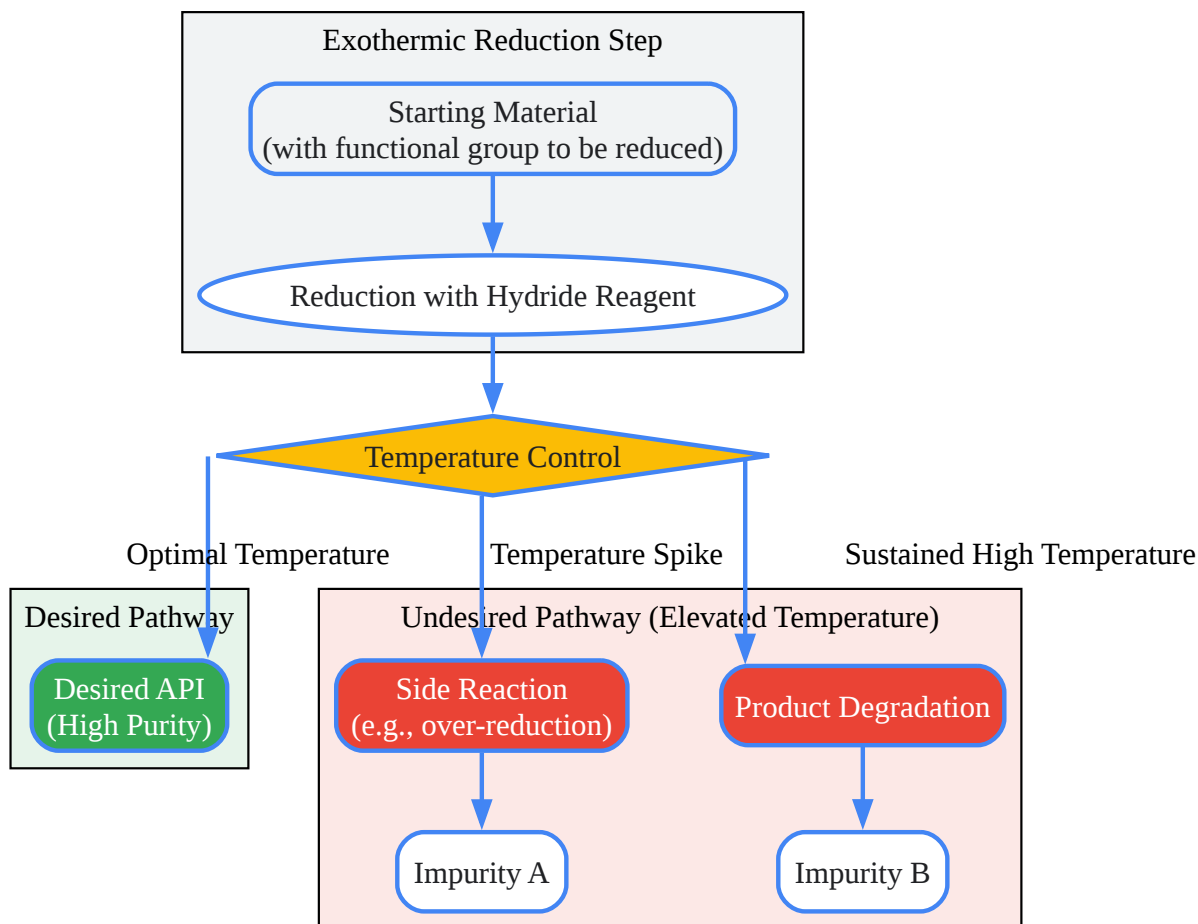 Exothermic Reduction Step
Starting Material
(with functional group to be reduced)
Reduction with Hydride Reagent
Temperature Control
Optimal Temperature
Temperature Spike
Sustained High Temperature
Desired Pathway
Undesired Pathway (Elevated Temperature)
Desired API
(High Purity)
Side Reaction
(e.g., over-reduction)
Product Degradation
Impurity A
Impurity B